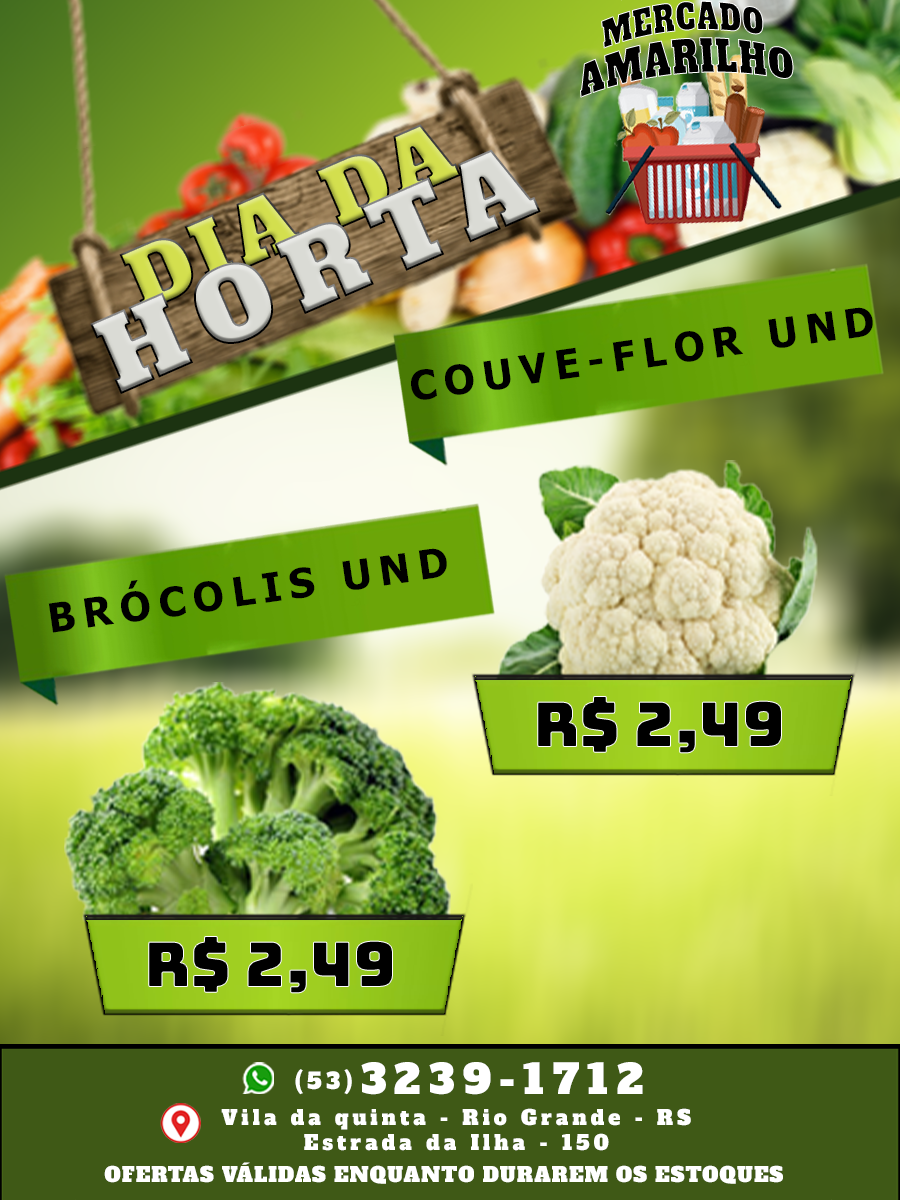 MERCADO
AMARILHO
DIA DA
HORTA
COUVE-FLOR UND
BRÓCOLIS UND
R$ 2,49
R$ 2,49
(53) 3239-1712
Vila da quinta - Rio Grande - RS
Estrada da Ilha - 150
OFERTAS VÁLIDAS ENQUANTO DURAREM OS ESTOQUES